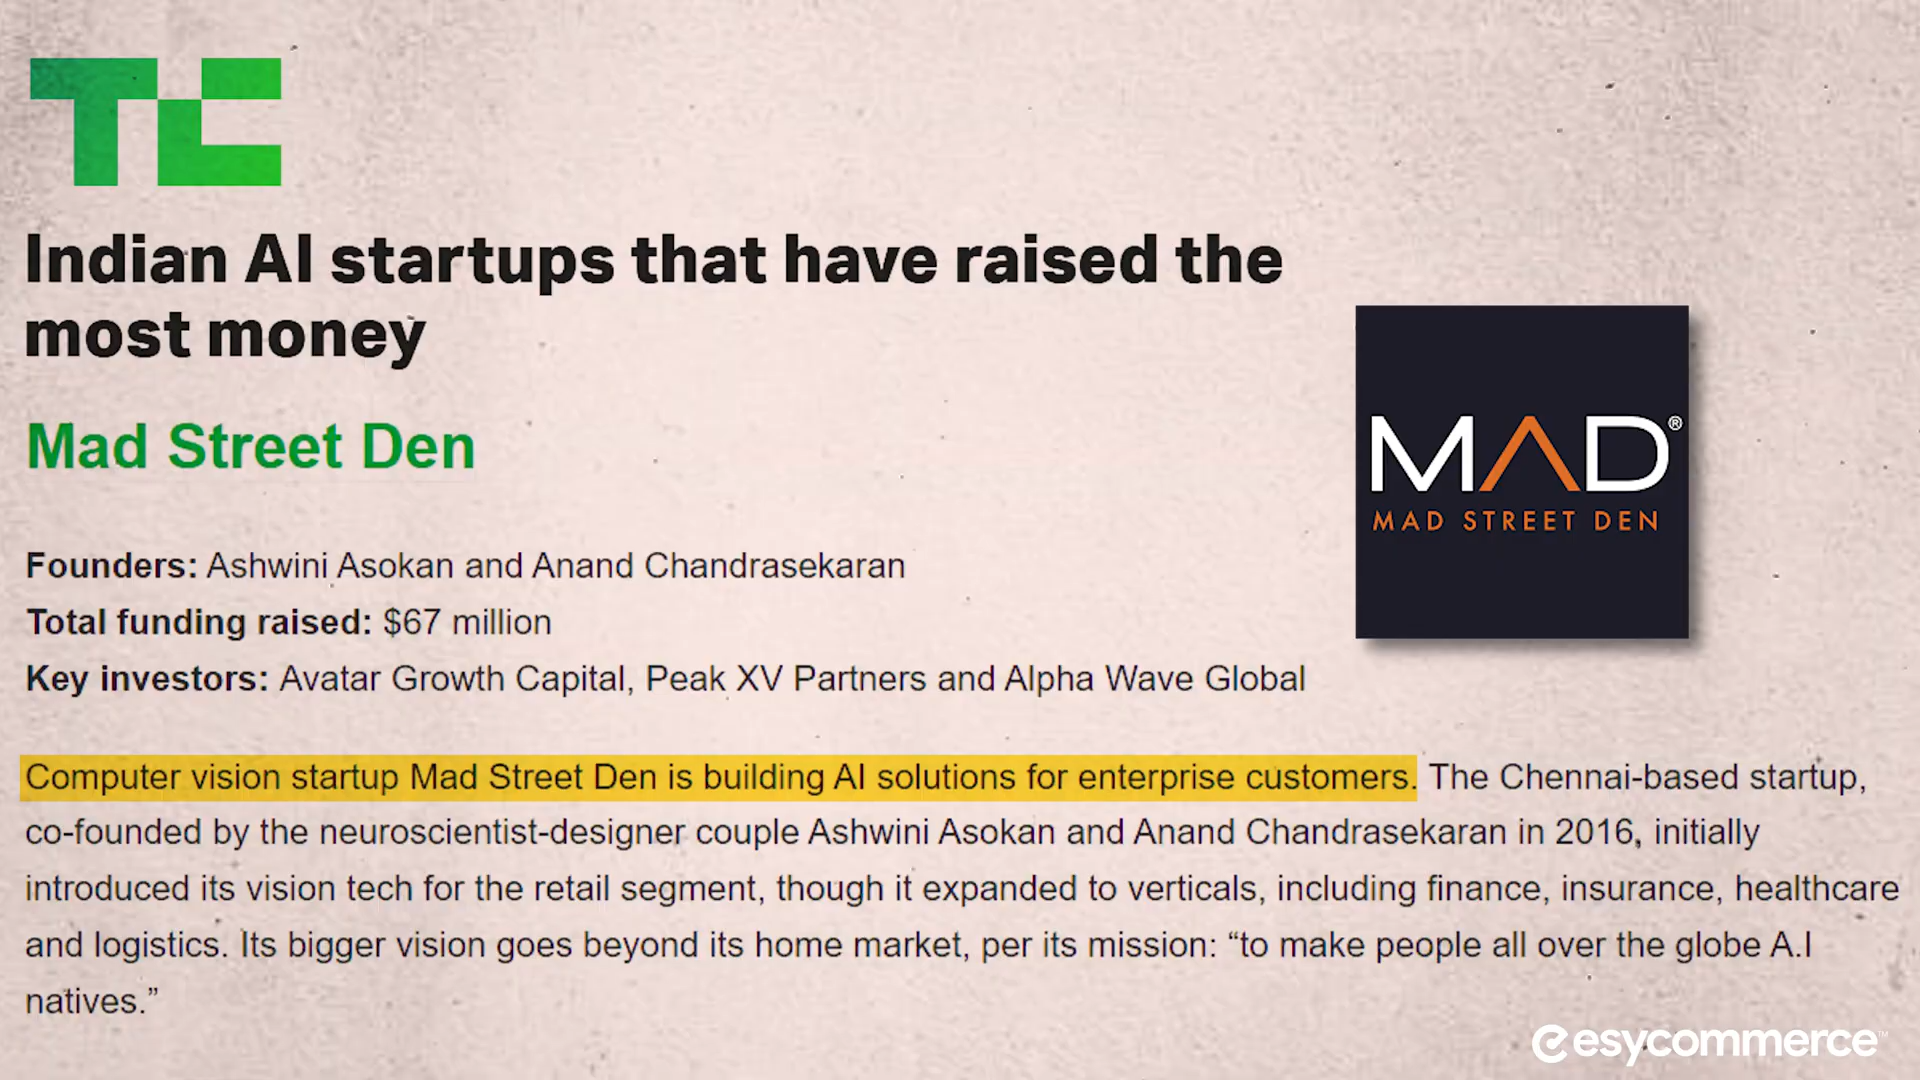 TC
Indian AI startups that have raised the
most money
Mad Street Den
MAD®
MAD STREET DEN
Founders: Ashwini Asokan and Anand Chandrasekaran
Total funding raised: $67 million
Key investors: Avatar Growth Capital, Peak XV Partners and Alpha Wave Global
Computer vision startup Mad Street Den is building AI solutions for enterprise customers. The Chennai-based startup,
co-founded by the neuroscientist-designer couple Ashwini Asokan and Anand Chandrasekaran in 2016, initially
introduced its vision tech for the retail segment, though it expanded to verticals, including finance, insurance, healthcare
and logistics. Its bigger vision goes beyond its home market, per its mission: “to make people all over the globe A.I
natives.”
esycommerce™